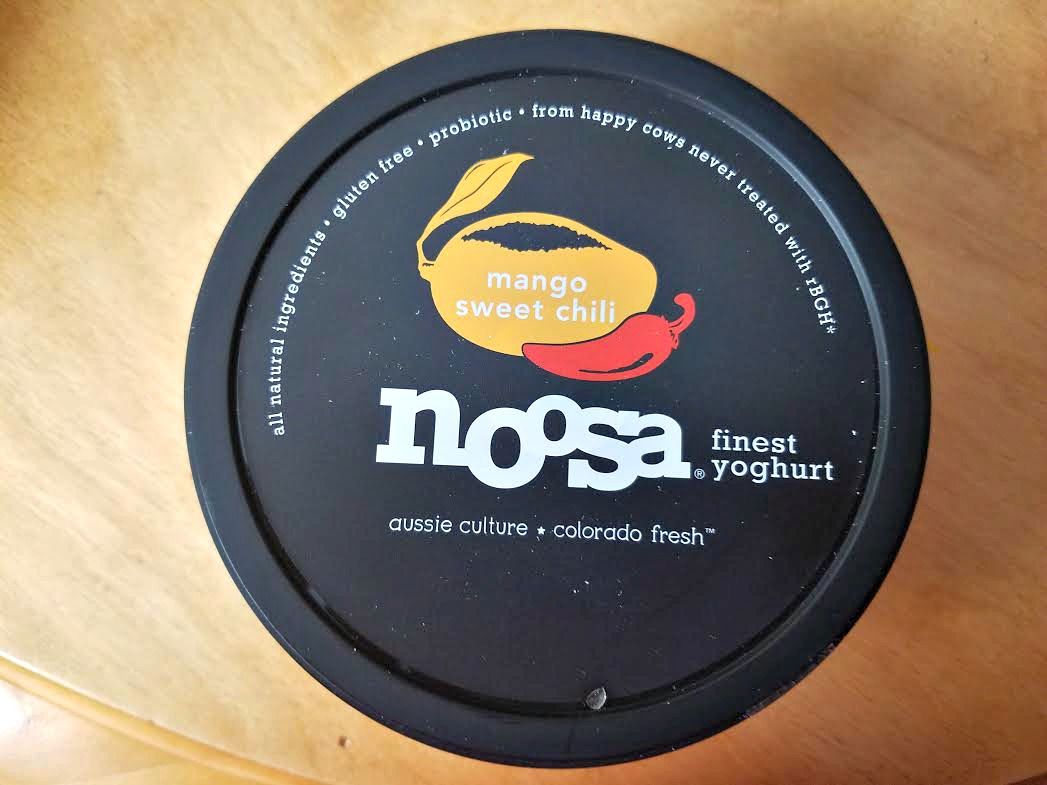 all natural ingredients • gluten free • probiotic • from happy cows never treated with rBGH*
mango
sweet chili
noosa®
finest
yoghurt
aussie culture ★ colorado fresh™